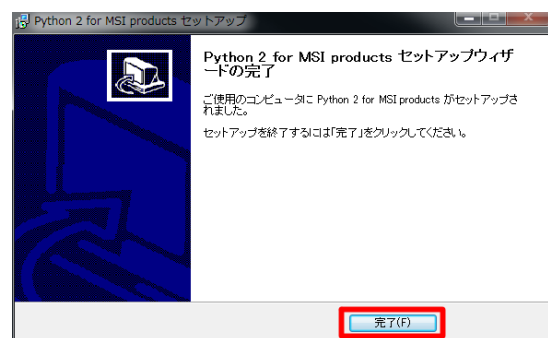 Python 2 for MSI products セットアップ
Python 2 for MSI products セットアップウィザ
ードの完了
ご使用のコンピュータに Python 2 for MSI products がセットアップさ
れました。
セットアップを終了するには「完了」をクリックしてください。
完了(F)